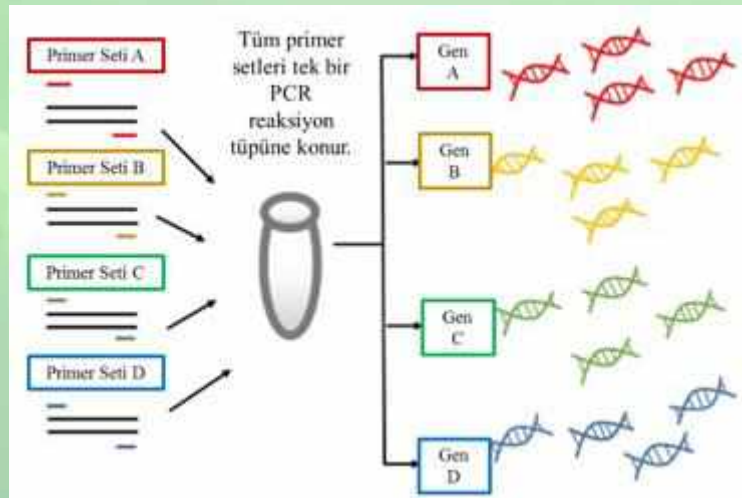 Primer Seti A
Primer Seti B
Primer Seti C
Primer Seti D
Tüm primer
setleri tek bir
PCR
reaksiyon
tüpüne konur.
Gen
A
Gen
B
Gen
C
Gen
D